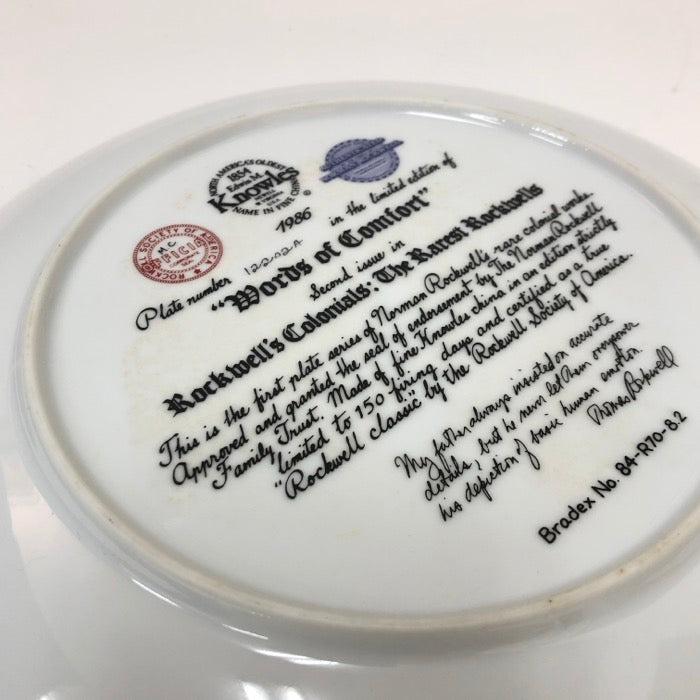 NORTH AMERICA'S OLDEST
1854
Edwin M.
Knowles
NAME IN FINE CHINA
USA
ROCKWELL SOCIETY OF AMERICA
M.C.
OFFICIAL
SEAL
1986
Plate number 12202A in the limited edition of
"Words of Comfort"
Second issue in
Rockwell's Colonials: The Rarest Rockwells
This is the first plate series of Norman Rockwell's rare colonial works.
Approved and granted the seal of endorsement by The Norman Rockwell
Family Trust. Made of fine Knowles china in an edition strictly
limited to 150 firing days and certified as a true
"Rockwell classic" by the Rockwell Society of America.
My father always insisted on accurate
details, but he never let them overpower
his depiction of basic human emotion.
Thomas Rockwell
Bradex No. 84-R70-8.2